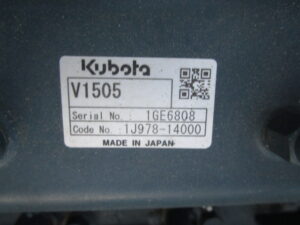 Kubota
V1505
Serial No. : 1GE6808
Code No. : 1J978-14000
MADE IN JAPAN